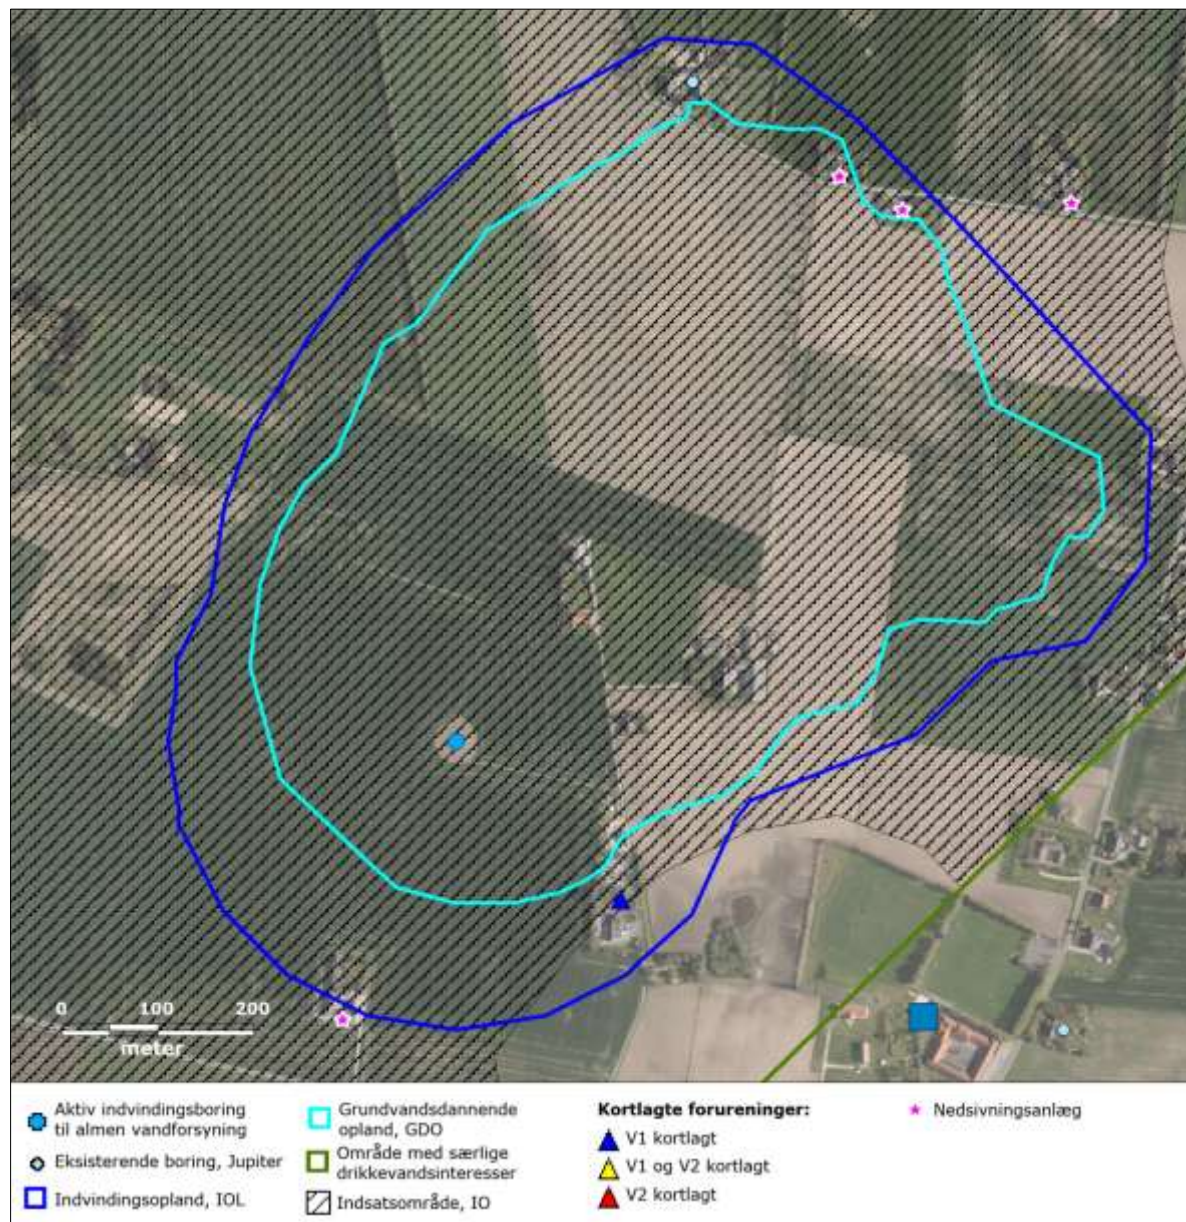 0 100 200
meter
Aktiv indvindingsboring
til almen vandforsyning
Eksisterende boring, Jupiter
Indvindingsopland, IOL
Grundvandsdannende
opland, GDO
Område med særlige
drikkevandsinteresser
Indsatsområde, IO
Kortlagte forureninger:
V1 kortlagt
V1 og V2 kortlagt
V2 kortlagt
Nedsivningsanlæg